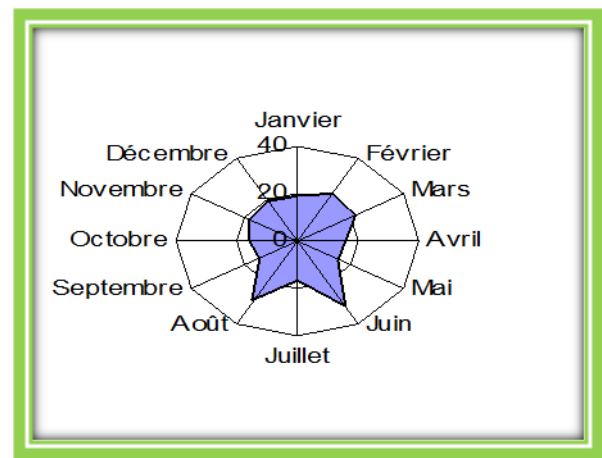 Janvier
40
Décembre
Février
Novembre
20
Mars
Octobre
0
Avril
Septembre
Mai
Août
Juin
Juillet